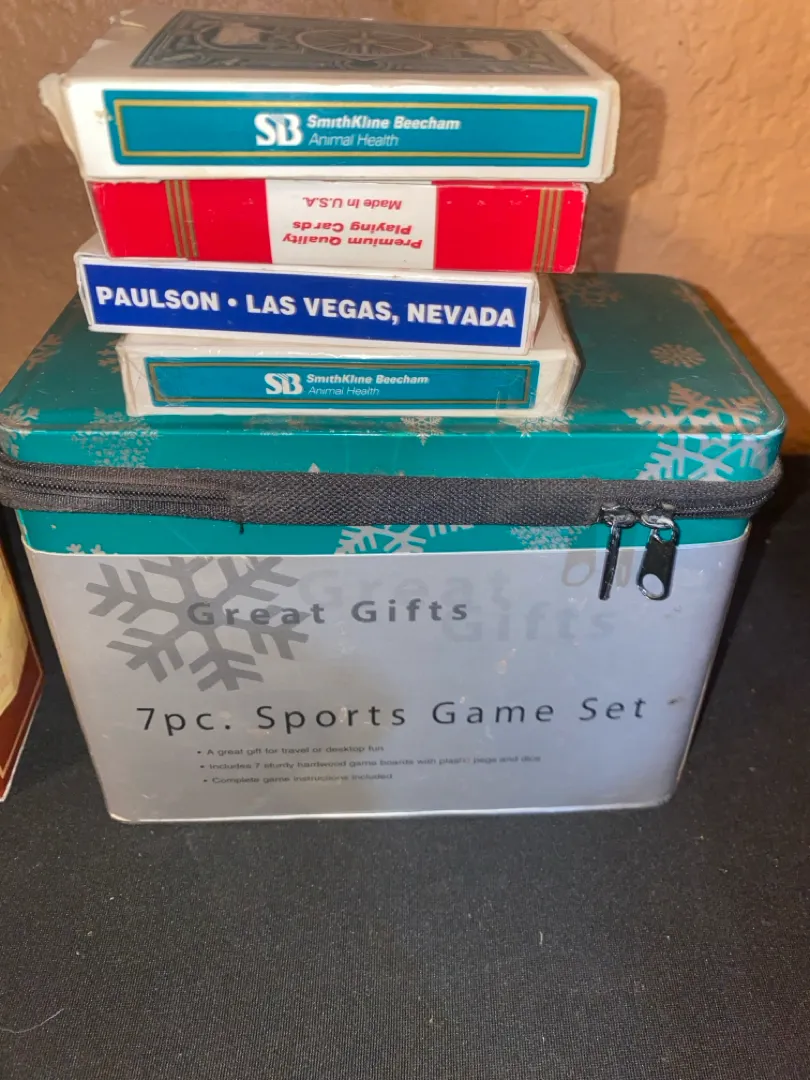 SB SmithKline Beecham
Animal Health
Premium Quality
Playing Cards
Made in U.S.A.
PAULSON • LAS VEGAS, NEVADA
SB SmithKline Beecham
Animal Health
Great Gifts
Great
Gifts
7pc. Sports Game Set
• A great gift for travel or desktop fun
• Includes 7 sturdy hardwood game boards with plastic pegs and dice
• Complete game instructions included